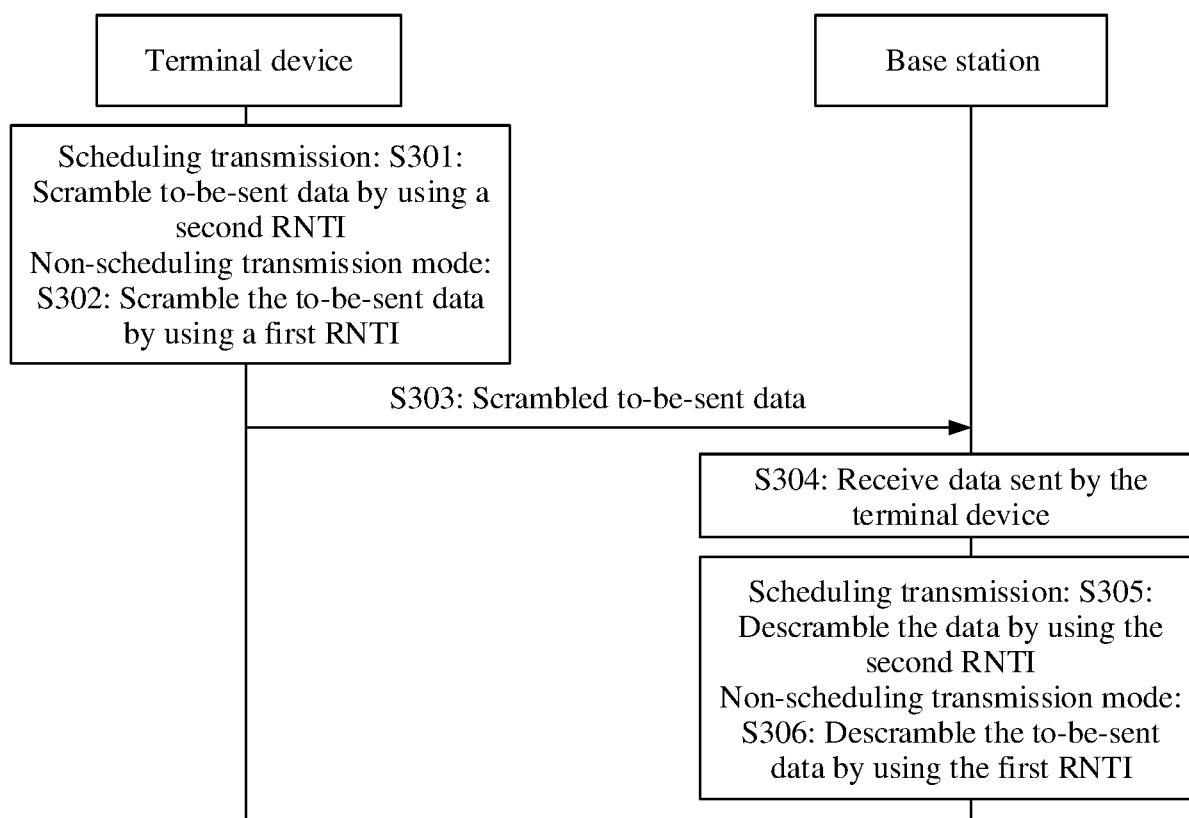 Terminal device
Base station
Scheduling transmission: S301:
Scramble to-be-sent data by using a
second RNTI
Non-scheduling transmission mode:
S302: Scramble the to-be-sent data
by using a first RNTI
S303: Scrambled to-be-sent data
S304: Receive data sent by the
terminal device
Scheduling transmission: S305:
Descramble the data by using the
second RNTI
Non-scheduling transmission mode:
S306: Descramble the to-be-sent
data by using the first RNTI